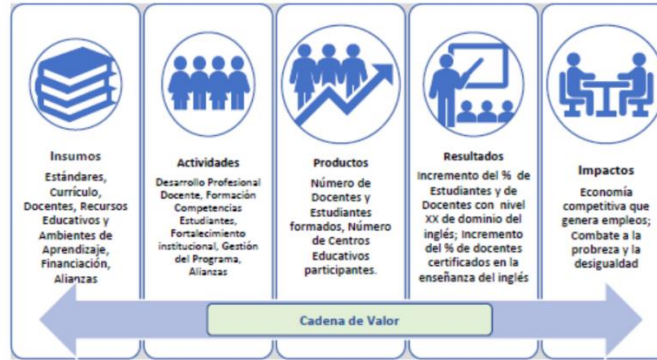 Insumos
Estándares,
Currículo,
Docentes, Recursos
Educativos y
Ambientes de
Aprendizaje,
Financiación,
Alianzas
Actividades
Desarrollo Profesional
Docente, Formación
Competencias
Estudiantes,
Fortalecimiento
institucional, Gestión
del Programa,
Alianzas
Productos
Número de
Docentes y
Estudiantes
formados, Número
de Centros
Educativos
participantes.
Resultados
Incremento del % de
Estudiantes y de
Docentes con nivel
XX de dominio del
inglés; Incremento
del % de docentes
certificados en la
enseñanza del inglés
Impactos
Economía
competitiva que
genera empleos;
Combate a la
probreza y la
desigualdad
Cadena de Valor